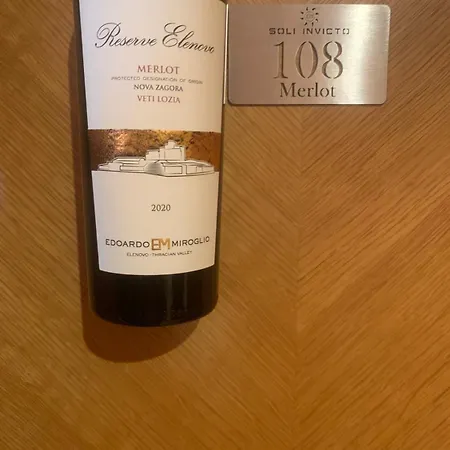 Reserve Elenovo
MERLOT
PROTECTED DESIGNATION OF ORIGIN
NOVA ZAGORA
VETI LOZIA
2020
EDOARDO EM MIROGLIO
ELENOVO · THRACIAN VALLEY
SOLI INVICTO
108
Merlot